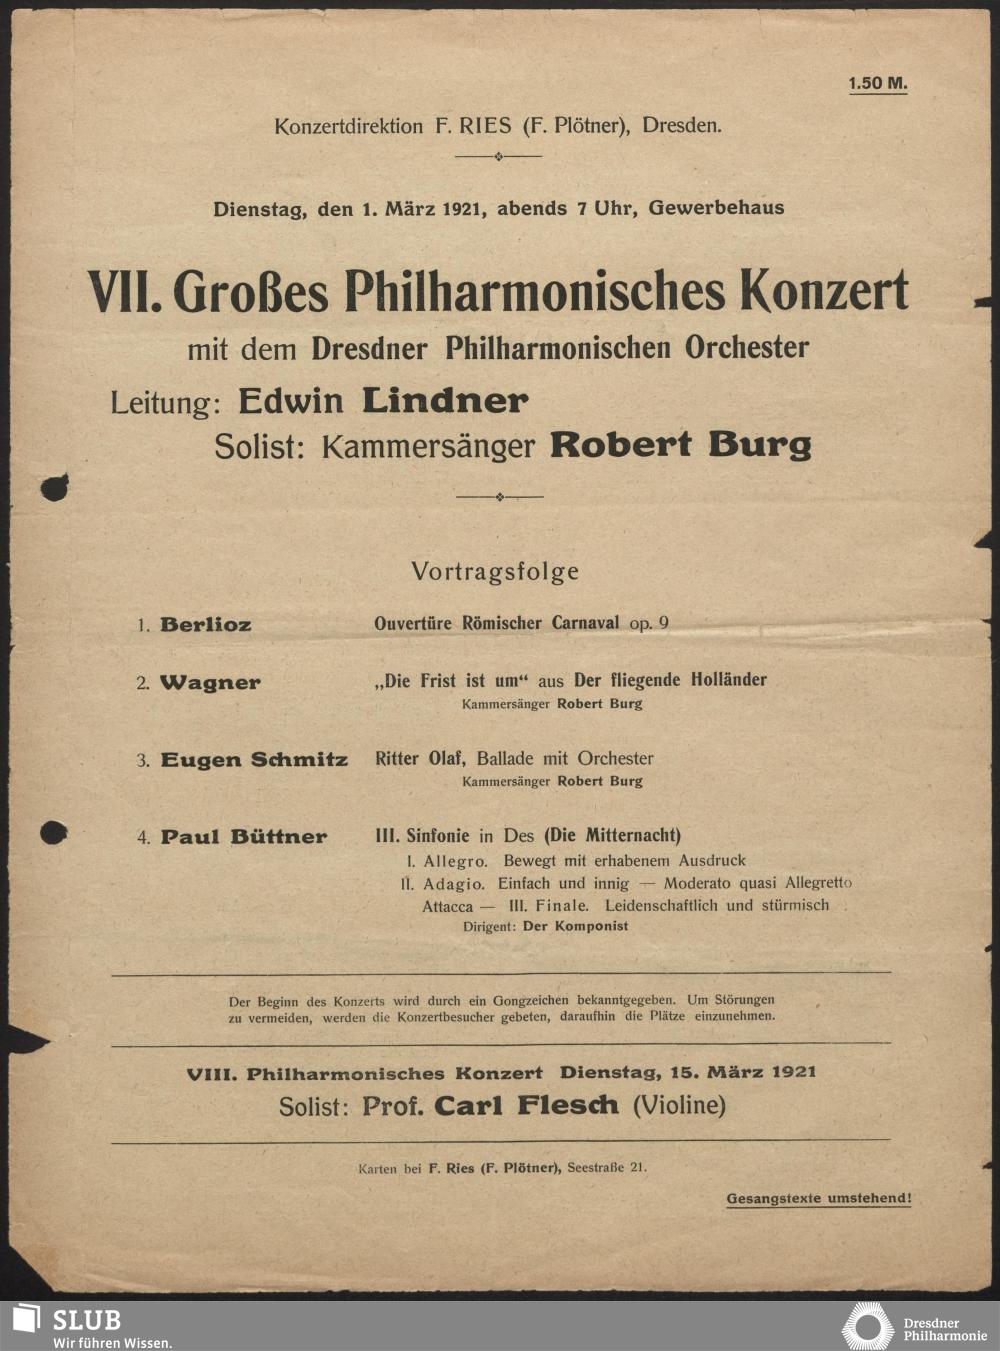 1.50 M.
Konzertdirektion F. RIES (F. Plötner), Dresden.
Dienstag, den 1. März 1921, abends 7 Uhr, Gewerbehaus
VII. Großes Philharmonisches Konzert
mit dem Dresdner Philharmonischen Orchester
Leitung: Edwin Lindner
Solist: Kammersänger Robert Burg
Vortragsfolge
1. Berlioz Ouvertüre Römischer Carnaval op. 9
2. Wagner „Die Frist ist um“ aus Der fliegende Holländer
Kammersänger Robert Burg
3. Eugen Schmitz Ritter Olaf, Ballade mit Orchester
Kammersänger Robert Burg
4. Paul Büttner III. Sinfonie in Des (Die Mitternacht)
I. Allegro. Bewegt mit erhabenem Ausdruck
II. Adagio. Einfach und innig — Moderato quasi Allegretto
Attacca — III. Finale. Leidenschaftlich und stürmisch
Dirigent: Der Komponist
Der Beginn des Konzerts wird durch ein Gongzeichen bekanntgegeben. Um Störungen
zu vermeiden, werden die Konzertbesucher gebeten, daraufhin die Plätze einzunehmen.
VIII. Philharmonisches Konzert Dienstag, 15. März 1921
Solist: Prof. Carl Flesch (Violine)
Karten bei F. Ries (F. Plötner), Seestraße 21.
Gesangstexte umstehend!
SLUB
Wir führen Wissen.
Dresdner
Philharmonie